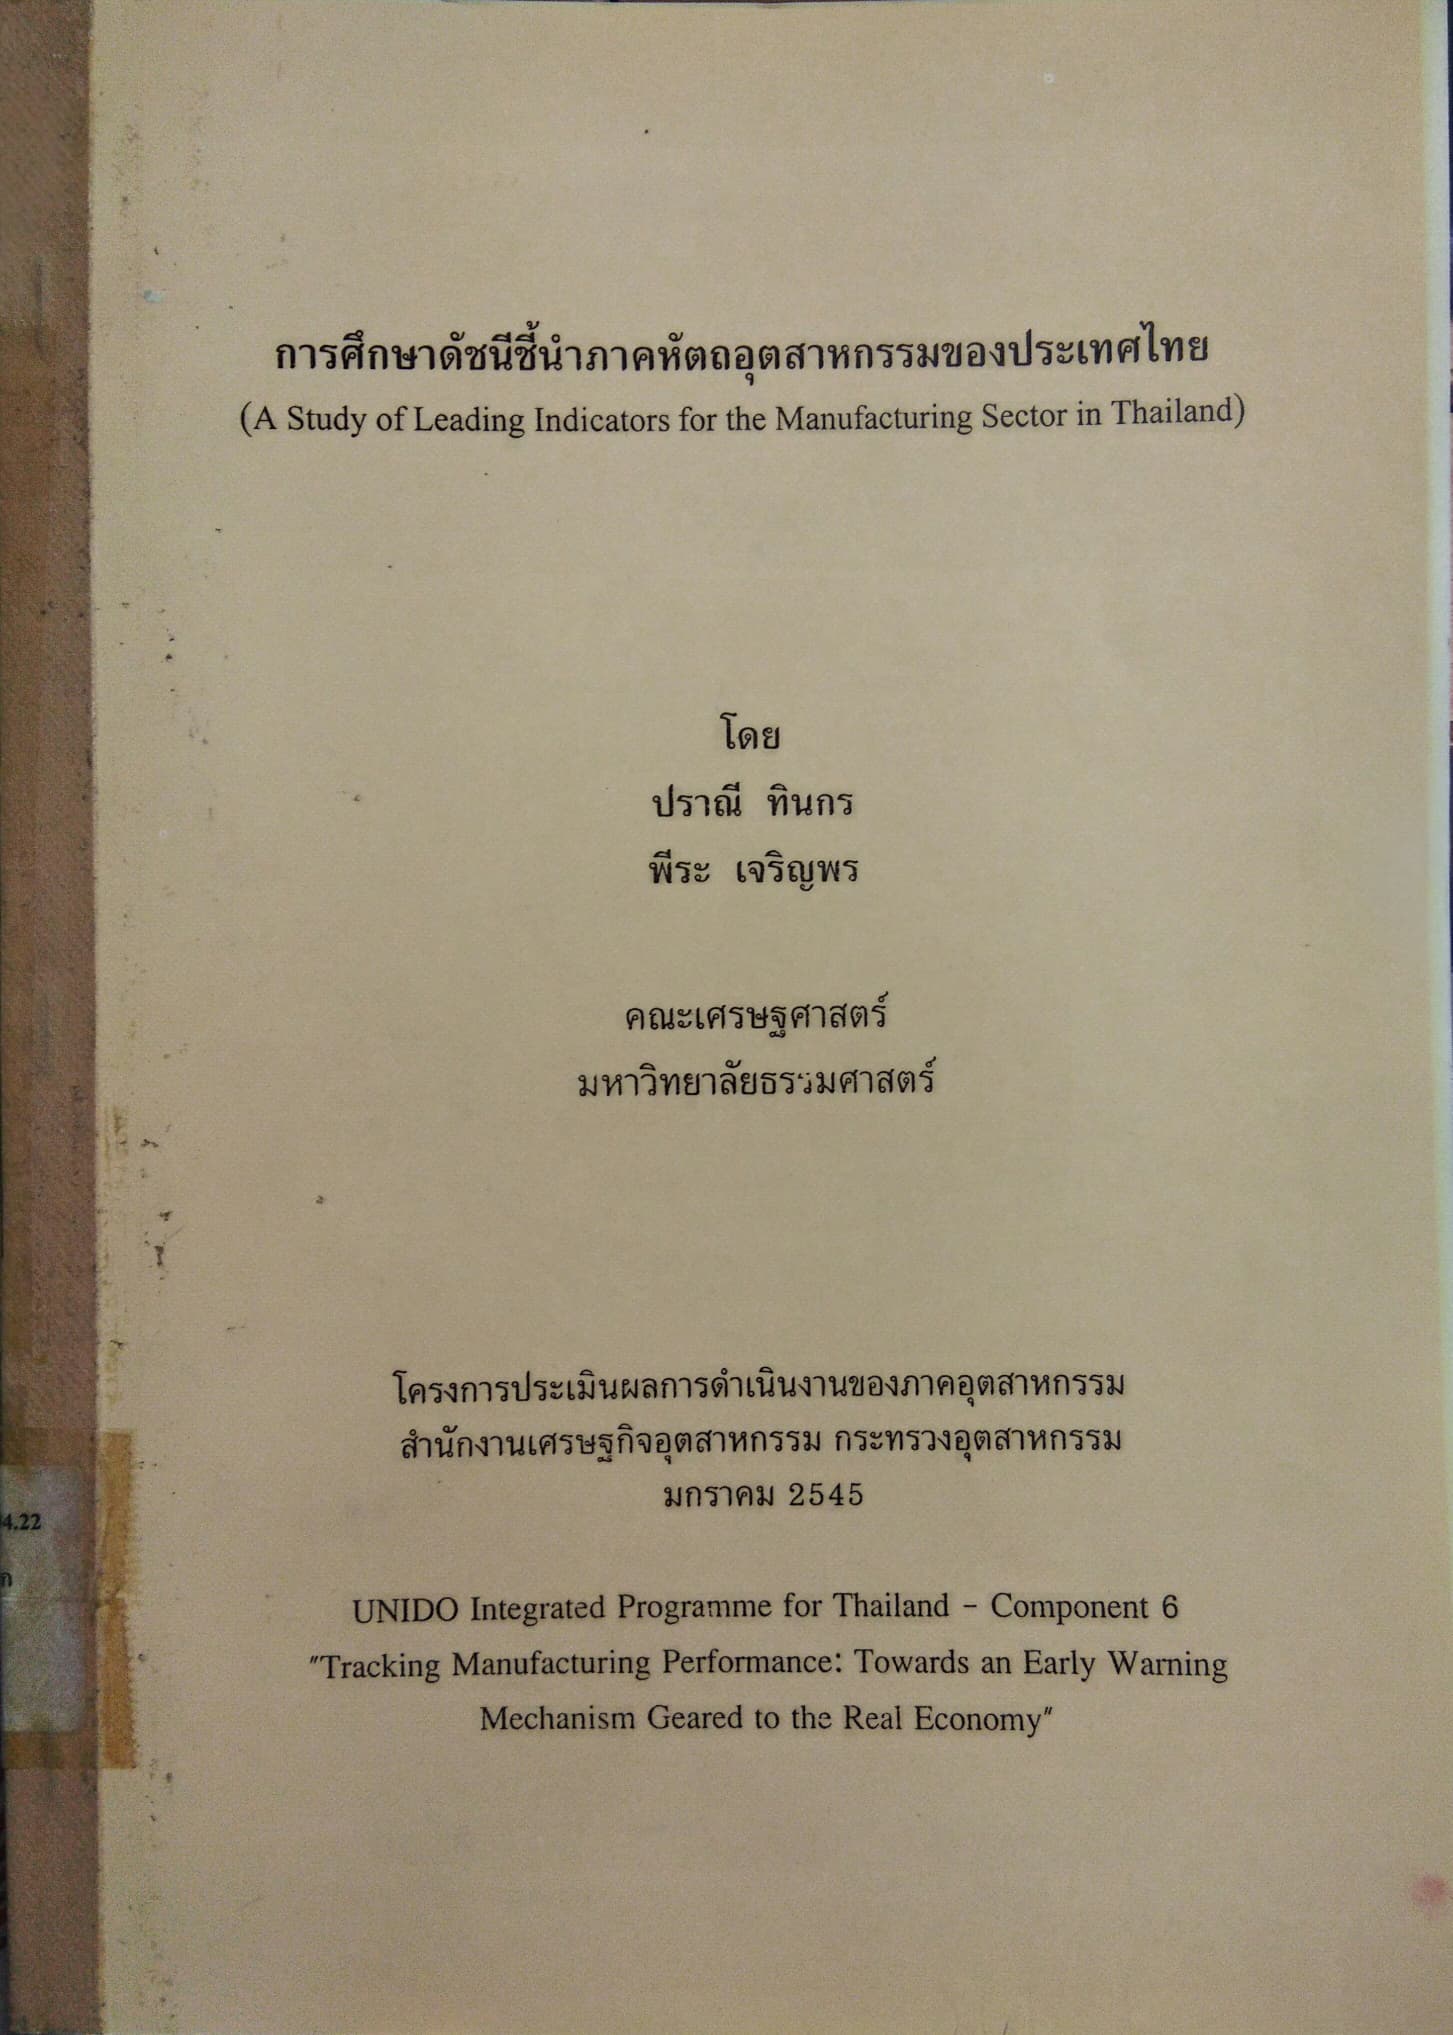 การศึกษาดัชนีชี้นำภาคหัตถอุตสาหกรรมของประเทศไทย
(A Study of Leading Indicators for the Manufacturing Sector in Thailand)
โดย
ปราณี ทินกร
พีระ เจริญพร
คณะเศรษฐศาสตร์
มหาวิทยาลัยธรรมศาสตร์
โครงการประเมินผลการดำเนินงานของภาคอุตสาหกรรม
สำนักงานเศรษฐกิจอุตสาหกรรม กระทรวงอุตสาหกรรม
มกราคม 2545
4.22
ก
UNIDO Integrated Programme for Thailand - Component 6
"Tracking Manufacturing Performance: Towards an Early Warning
Mechanism Geared to the Real Economy"